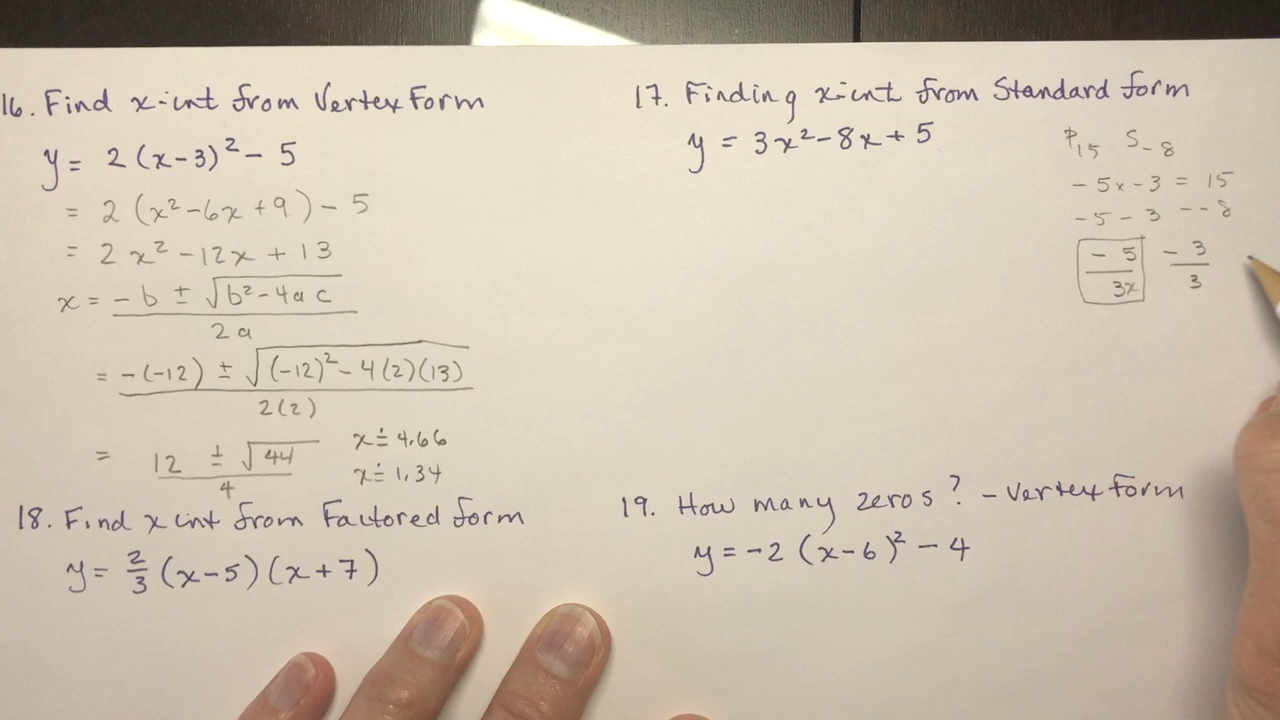 16. Find x-int from Vertex Form
y = 2(x-3)² - 5
= 2(x²-6x+9) - 5
= 2x² -12x + 13
x = -b ± √b²-4ac
2a
= -(-12) ± √(-12)² - 4(2)(13)
2(2)
= 12 ± √44
4
x ≐ 4.66
x ≐ 1.34
17. Finding x-int from Standard form
y = 3x² - 8x + 5
P15 S-8
-5x-3 = 15
-5-3 --8
-5 -3
3x 3
18. Find x int from Factored form
y = 2/3 (x-5)(x+7)
19. How many zeros? - Vertex form
y = -2(x-6)² - 4